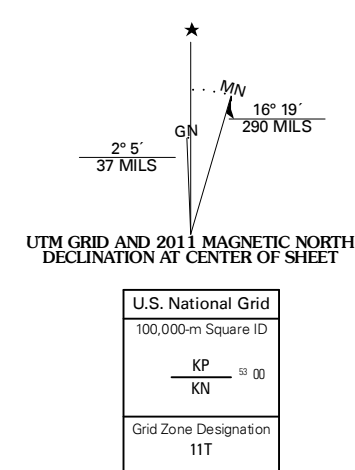 ★
MN
16° 19´
290 MILS
GN
2° 5´
37 MILS
UTM GRID AND 2011 MAGNETIC NORTH
DECLINATION AT CENTER OF SHEET
U.S. National Grid
100,000-m Square ID
KP
53 00
KN
Grid Zone Designation
11T